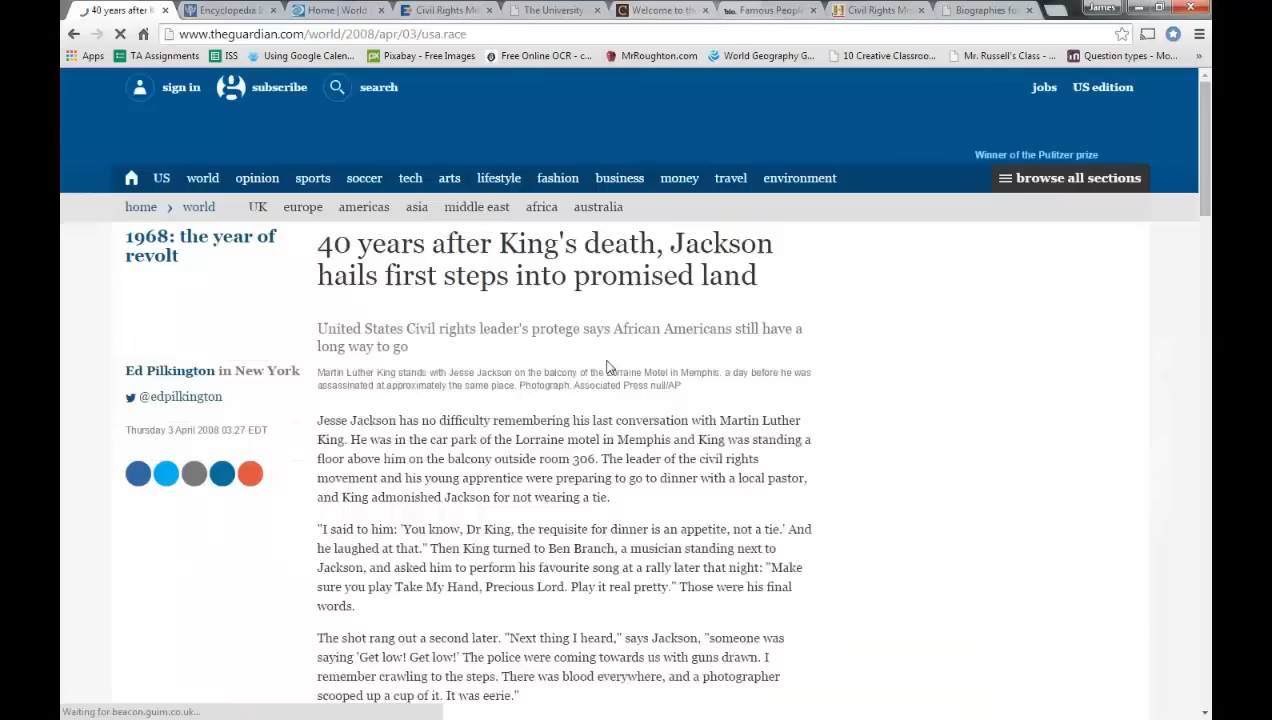 40 years after K
Encyclopedia I
Home | World
Civil Rights M
The University
Welcome to the
Famous Peopl
Civil Rights M
Biographies fo
James
www.theguardian.com/world/2008/apr/03/usa.race
Apps
TA Assignments
ISS
Using Google Calen...
Pixabay - Free Images
Free Online OCR - c...
MrRoughton.com
World Geography G...
10 Creative Classroo...
Mr. Russell's Class - ...
Question types - Mo...
»
sign in
subscribe
search
jobs
US edition
Winner of the Pulitzer prize
US
world
opinion
sports
soccer
tech
arts
lifestyle
fashion
business
money
travel
environment
browse all sections
home › world
UK
europe
americas
asia
middle east
africa
australia
1968: the year of
revolt
40 years after King's death, Jackson
hails first steps into promised land
United States Civil rights leader's protege says African Americans still have a
long way to go
Ed Pilkington in New York
@edpilkington
Thursday 3 April 2008 03.27 EDT
Martin Luther King stands with Jesse Jackson on the balcony of the Lorraine Motel in Memphis. a day before he was
assassinated at approximately the same place. Photograph. Associated Press null/AP
Jesse Jackson has no difficulty remembering his last conversation with Martin Luther
King. He was in the car park of the Lorraine motel in Memphis and King was standing a
floor above him on the balcony outside room 306. The leader of the civil rights
movement and his young apprentice were preparing to go to dinner with a local pastor,
and King admonished Jackson for not wearing a tie.
"I said to him: 'You know, Dr King, the requisite for dinner is an appetite, not a tie.' And
he laughed at that." Then King turned to Ben Branch, a musician standing next to
Jackson, and asked him to perform his favourite song at a rally later that night: "Make
sure you play Take My Hand, Precious Lord. Play it real pretty." Those were his final
words.
The shot rang out a second later. "Next thing I heard," says Jackson, "someone was
saying 'Get low! Get low!' The police were coming towards us with guns drawn. I
remember crawling to the steps. There was blood everywhere, and a photographer
scooped up a cup of it. It was eerie."
Waiting for beacon.guim.co.uk...